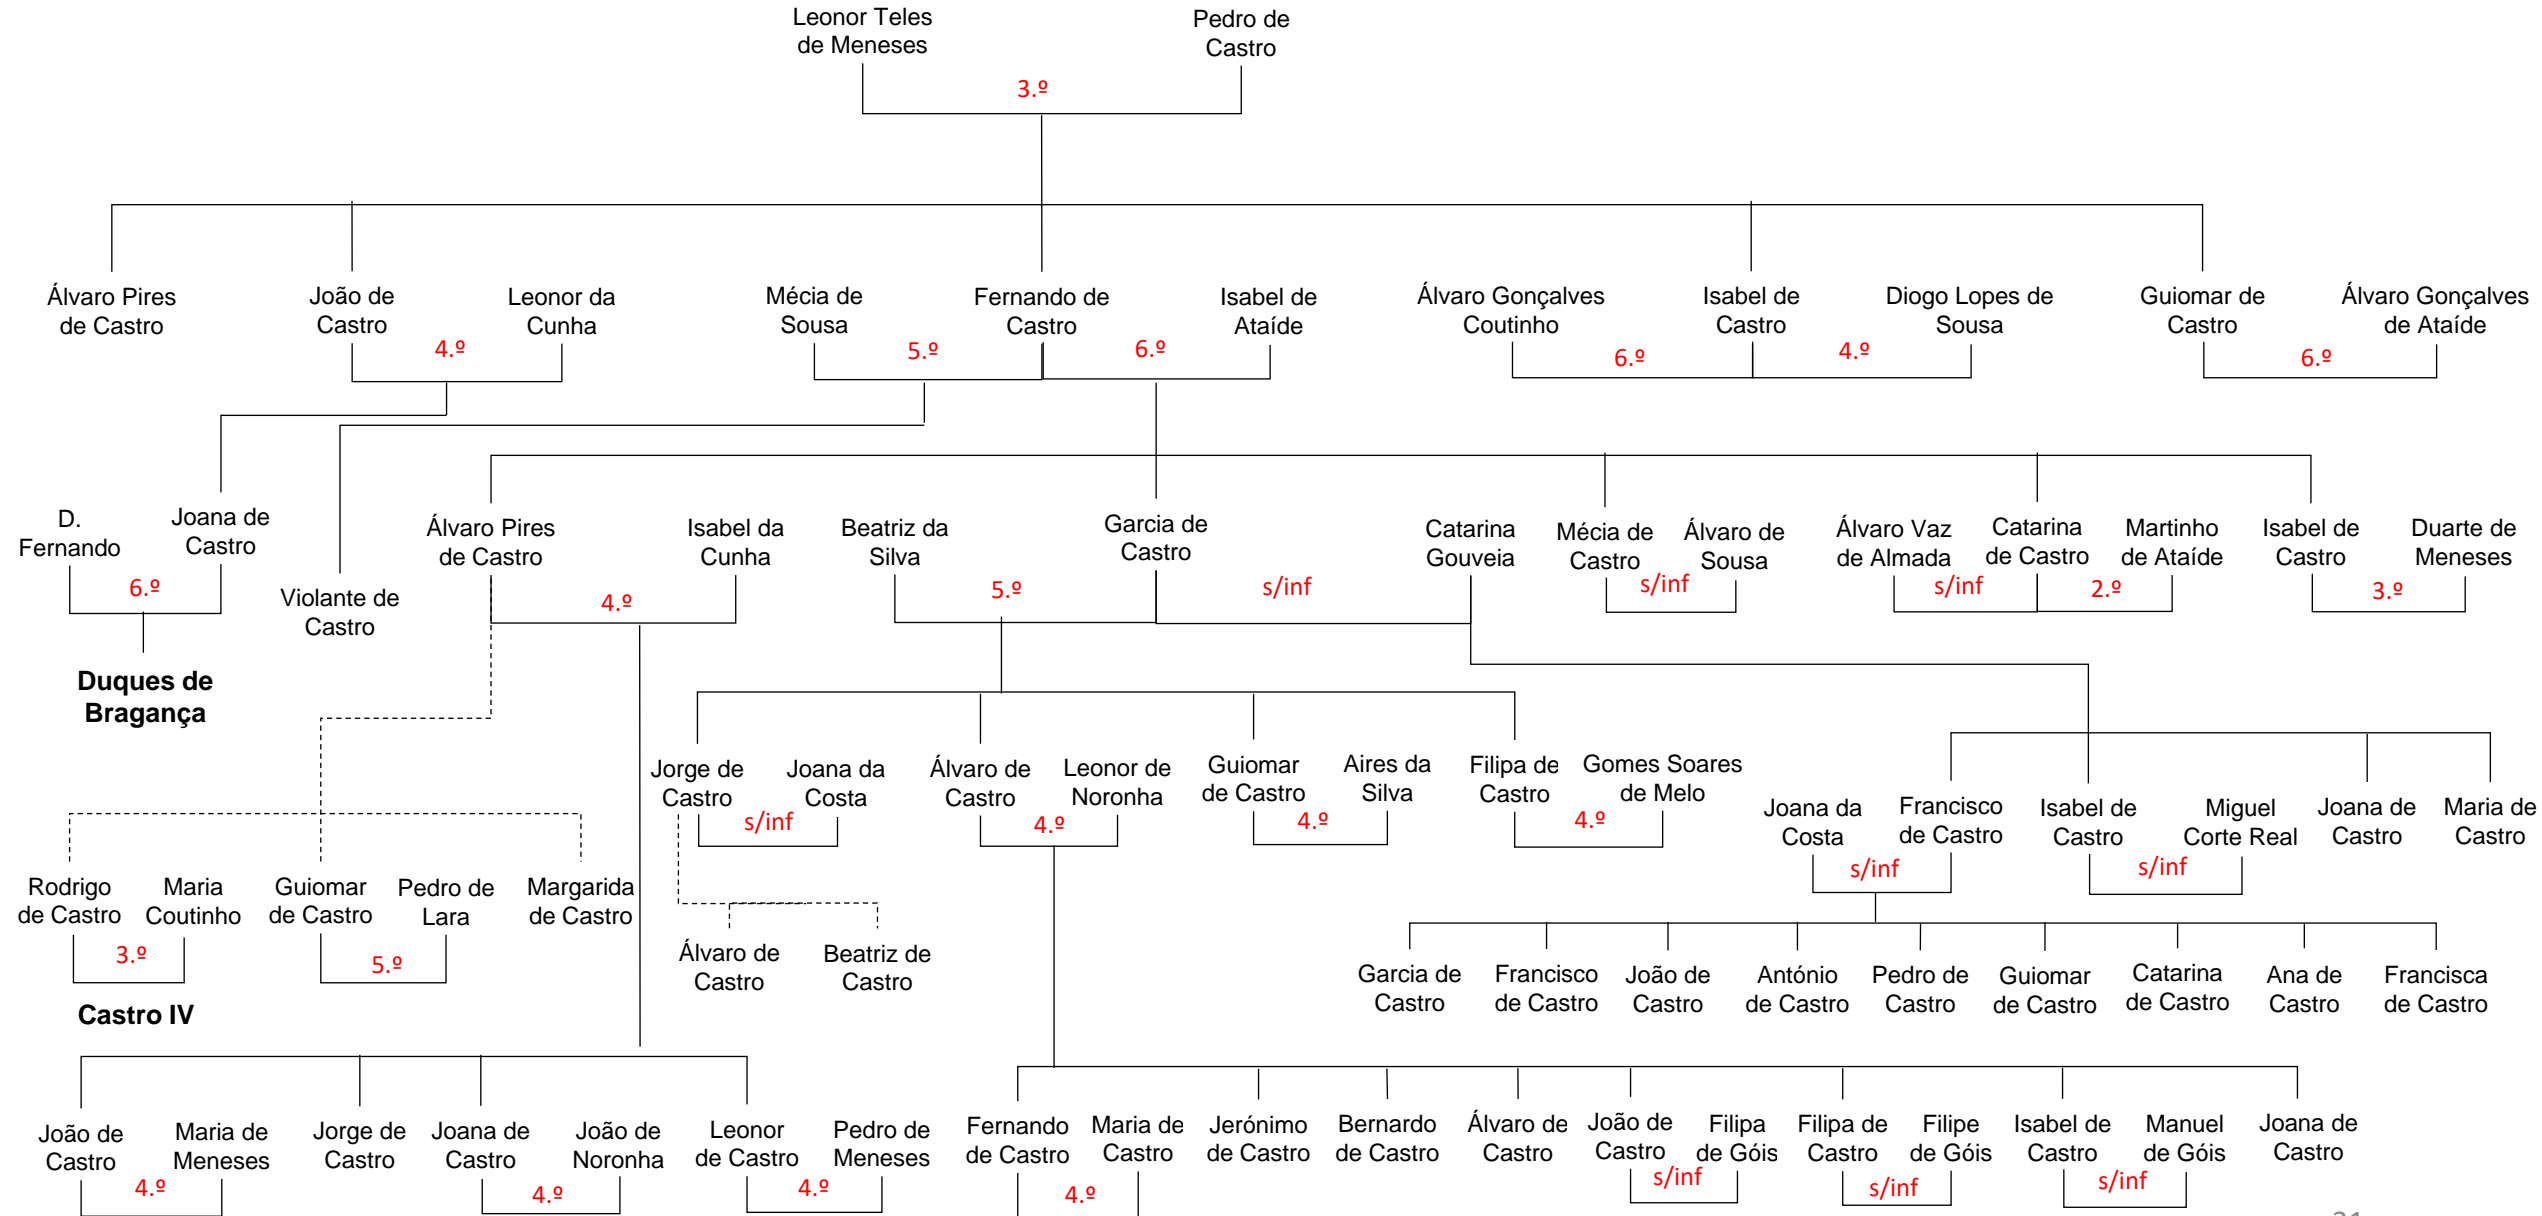 Leonor Teles
de Meneses
Pedro de
Castro
3.º
Álvaro Pires
de Castro
João de
Castro
Leonor da
Cunha
4.º
Mécia de
Sousa
Fernando de
Castro
Isabel de
Ataíde
5.º
6.º
Álvaro Gonçalves
Coutinho
Isabel de
Castro
Diogo Lopes de
Sousa
6.º
4.º
Guiomar de
Castro
Álvaro Gonçalves
de Ataíde
6.º
D.
Fernando
Joana de
Castro
6.º
Duques de
Bragança
Violante de
Castro
Álvaro Pires
de Castro
Isabel da
Cunha
4.º
Beatriz da
Silva
Garcia de
Castro
Catarina
Gouveia
5.º
s/inf
Mécia de
Castro
Álvaro de
Sousa
s/inf
Álvaro Vaz
de Almada
Catarina
de Castro
Martinho
de Ataíde
s/inf
2.º
Isabel de
Castro
Duarte de
Meneses
3.º
Jorge de
Castro
Joana da
Costa
s/inf
Álvaro de
Castro
Leonor de
Noronha
4.º
Guiomar
de Castro
Aires da
Silva
4.º
Filipa de
Castro
Gomes Soares
de Melo
4.º
Joana da
Costa
Francisco
de Castro
s/inf
Isabel de
Castro
Miguel
Corte Real
s/inf
Joana de
Castro
Maria de
Castro
Rodrigo
de Castro
Maria
Coutinho
3.º
Castro IV
Guiomar
de Castro
Pedro de
Lara
5.º
Margarida
de Castro
Álvaro de
Castro
Beatriz de
Castro
Garcia de
Castro
Francisco
de Castro
João de
Castro
António
de Castro
Pedro de
Castro
Guiomar
de Castro
Catarina
de Castro
Ana de
Castro
Francisca
de Castro
João de
Castro
Maria de
Meneses
4.º
Jorge de
Castro
Joana de
Castro
João de
Noronha
4.º
Leonor
de Castro
Pedro de
Meneses
4.º
Fernando
de Castro
Maria de
Castro
4.º
Jerónimo
de Castro
Bernardo
de Castro
Álvaro de
Castro
João de
Castro
Filipa
de Góis
s/inf
Filipa de
Castro
Filipe
de Góis
s/inf
Isabel de
Castro
Manuel
de Góis
s/inf
Joana de
Castro